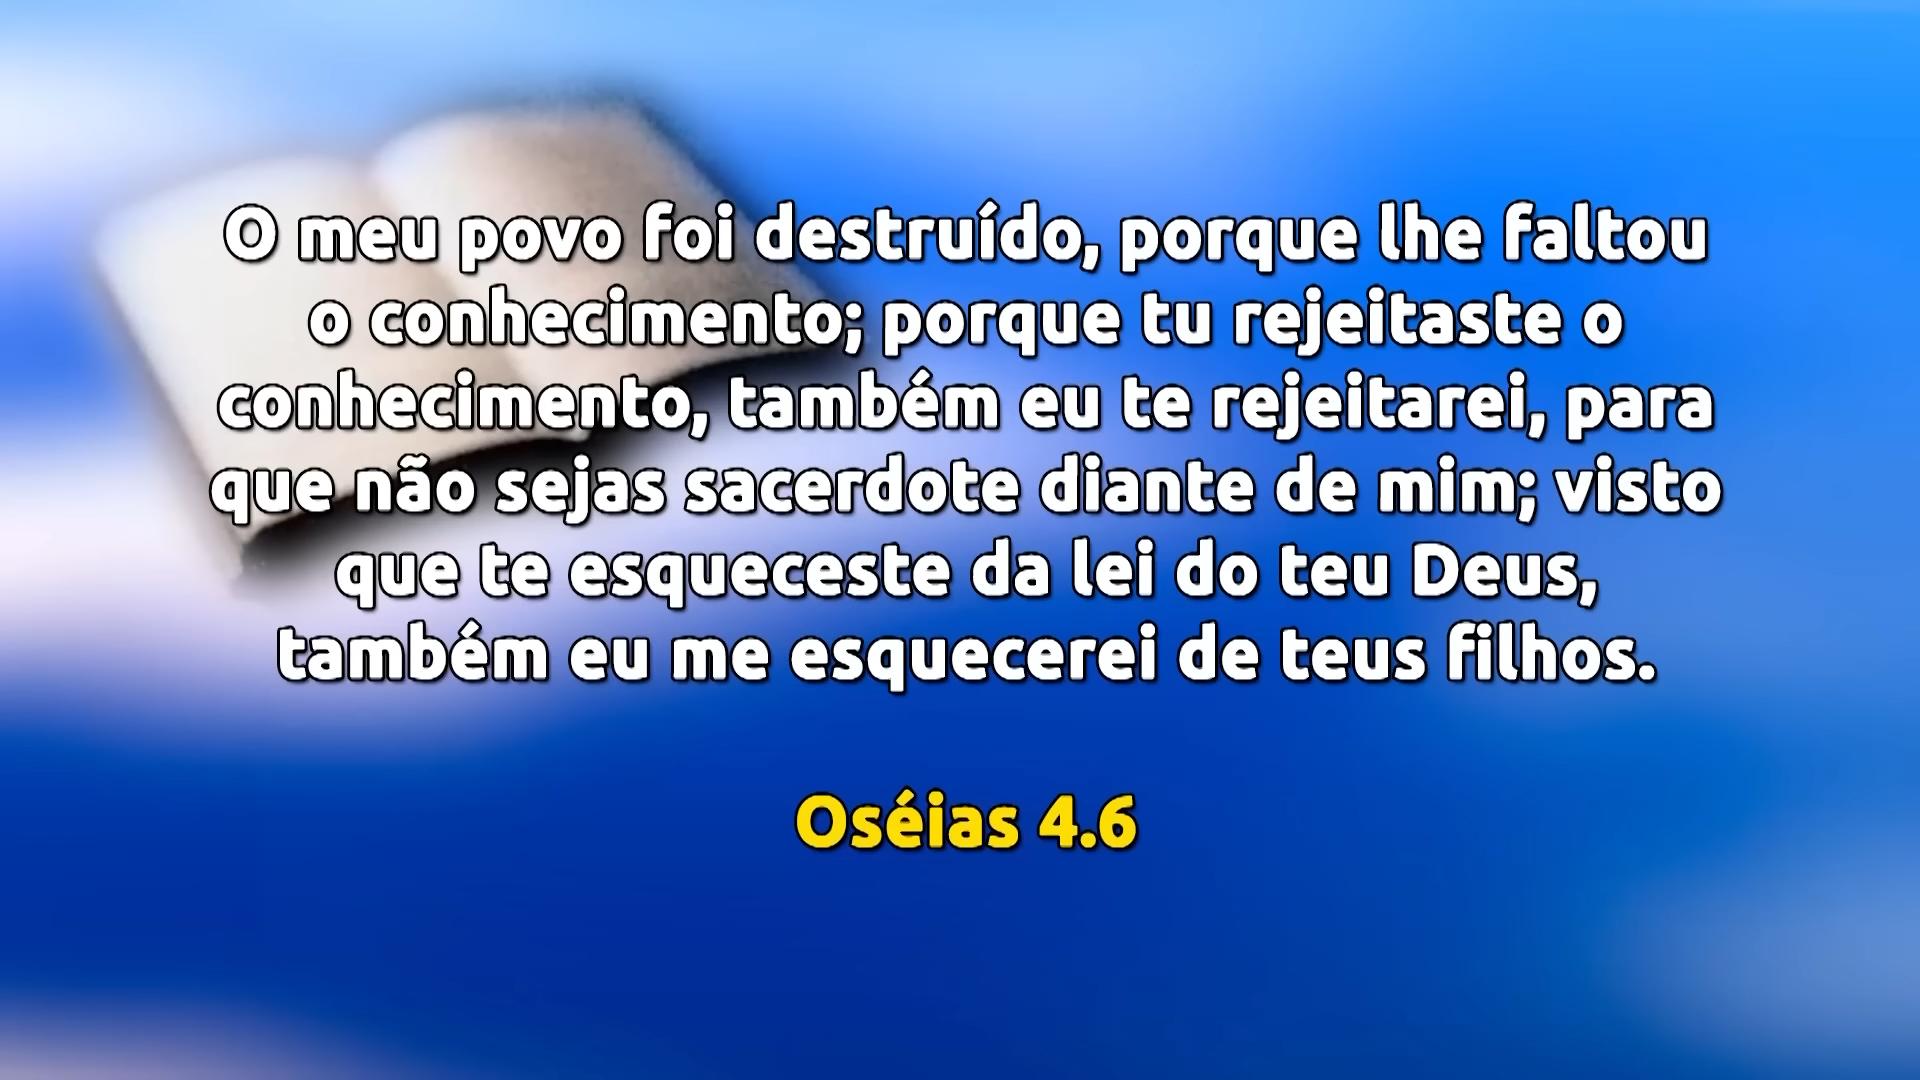 O meu povo foi destruído, porque lhe faltou
o conhecimento; porque tu rejeitaste o
conhecimento, também eu te rejeitarei, para
que não sejas sacerdote diante de mim; visto
que te esqueceste da lei do teu Deus,
também eu me esquecerei de teus filhos.
Oséias 4.6